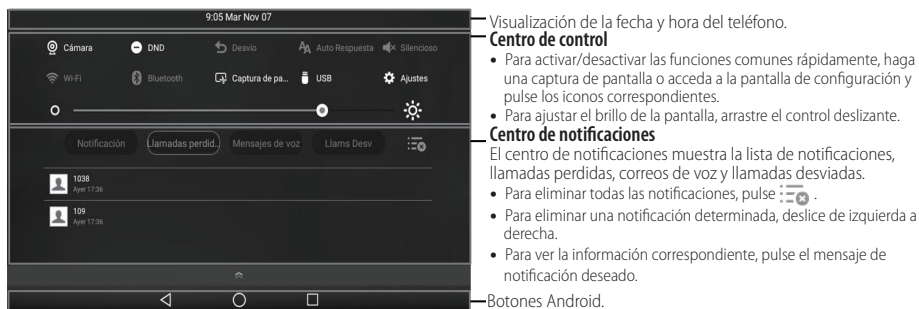 9:05 Mar Nov 07
Cámara
DND
Desvío
Auto Respuesta
Silencioso
Wi-Fi
Bluetooth
Captura de pa...
USB
Ajustes
Notificación
Llamadas perdid..
Mensajes de voz
Llams Desv
1038
Ayer 17:36
109
Ayer 17:36
Visualización de la fecha y hora del teléfono.
Centro de control
• Para activar/desactivar las funciones comunes rápidamente, haga
una captura de pantalla o acceda a la pantalla de configuración y
pulse los iconos correspondientes.
• Para ajustar el brillo de la pantalla, arrastre el control deslizante.
Centro de notificaciones
El centro de notificaciones muestra la lista de notificaciones,
llamadas perdidas, correos de voz y llamadas desviadas.
• Para eliminar todas las notificaciones, pulse .
• Para eliminar una notificación determinada, deslice de izquierda a
derecha.
• Para ver la información correspondiente, pulse el mensaje de
notificación deseado.
Botones Android.